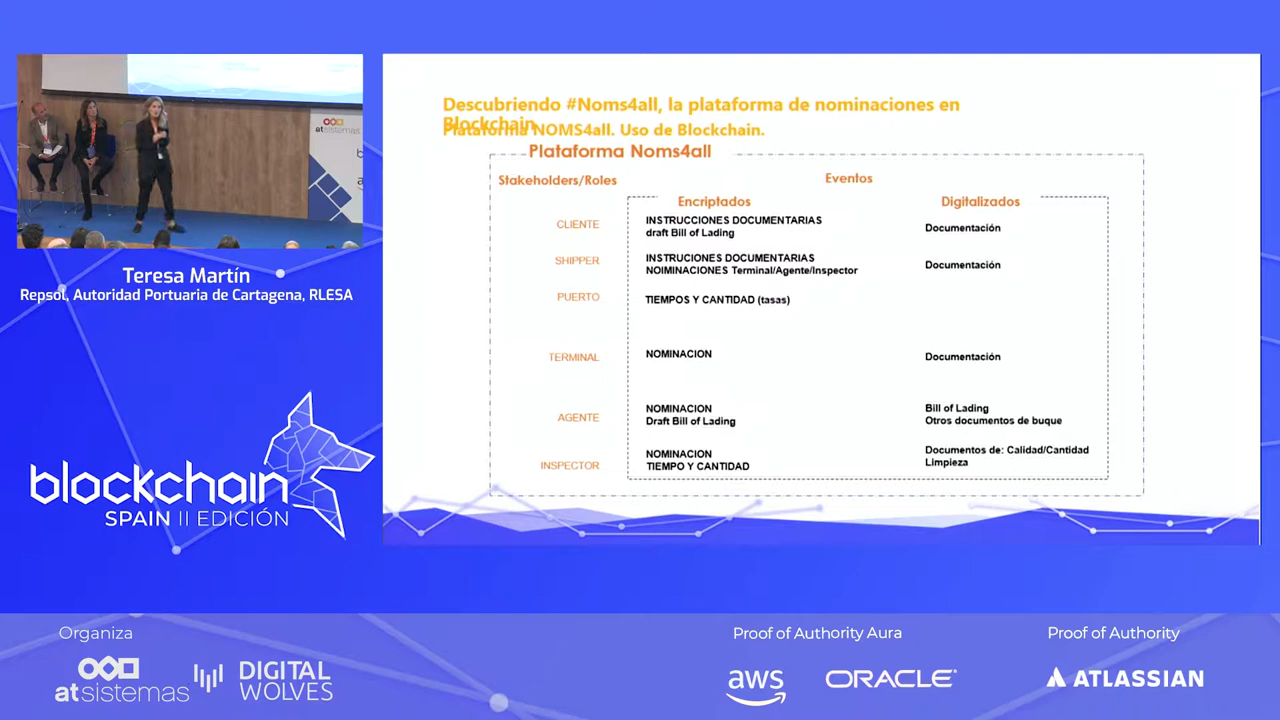 atsistemas
Teresa Martín
Repsol, Autoridad Portuaria de Cartagena, RLESA
blockchain
SPAIN II EDICIÓN
Descubriendo #Noms4all, la plataforma de nominaciones en
Blockchain
Plataforma NOMS4all. Uso de Blockchain.
Plataforma Noms4all
Stakeholders/Roles
Eventos
Encriptados
Digitalizados
CLIENTE
INSTRUCCIONES DOCUMENTARIAS
draft Bill of Lading
Documentación
SHIPPER
INSTRUCIONES DOCUMENTARIAS
NOIMINACIONES Terminal/Agente/Inspector
Documentación
PUERTO
TIEMPOS Y CANTIDAD (tasas)
TERMINAL
NOMINACION
Documentación
AGENTE
NOMINACION
Draft Bill of Lading
Bill of Lading
Otros documentos de buque
INSPECTOR
NOMINACION
TIEMPO Y CANTIDAD
Documentos de: Calidad/Cantidad
Limpieza
Organiza
atsistemas
DIGITAL
WOLVES
Proof of Authority Aura
aws
ORACLE
Proof of Authority
ATLASSIAN